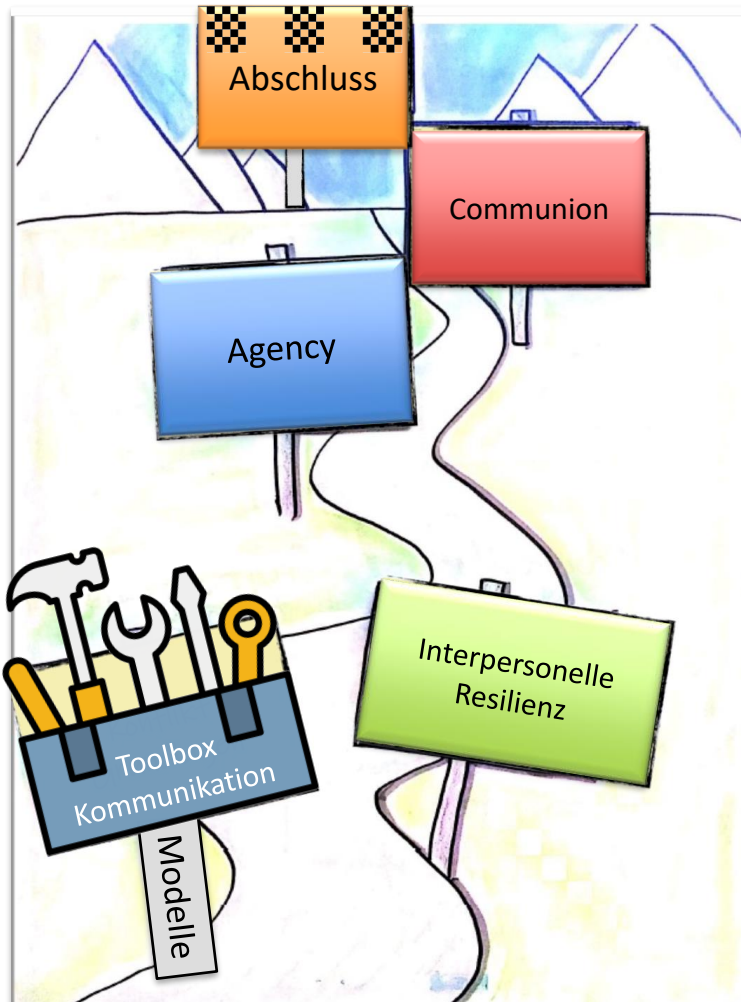 Abschluss
Communion
Agency
Interpersonelle
Resilienz
Toolbox
Kommunikation
Modelle